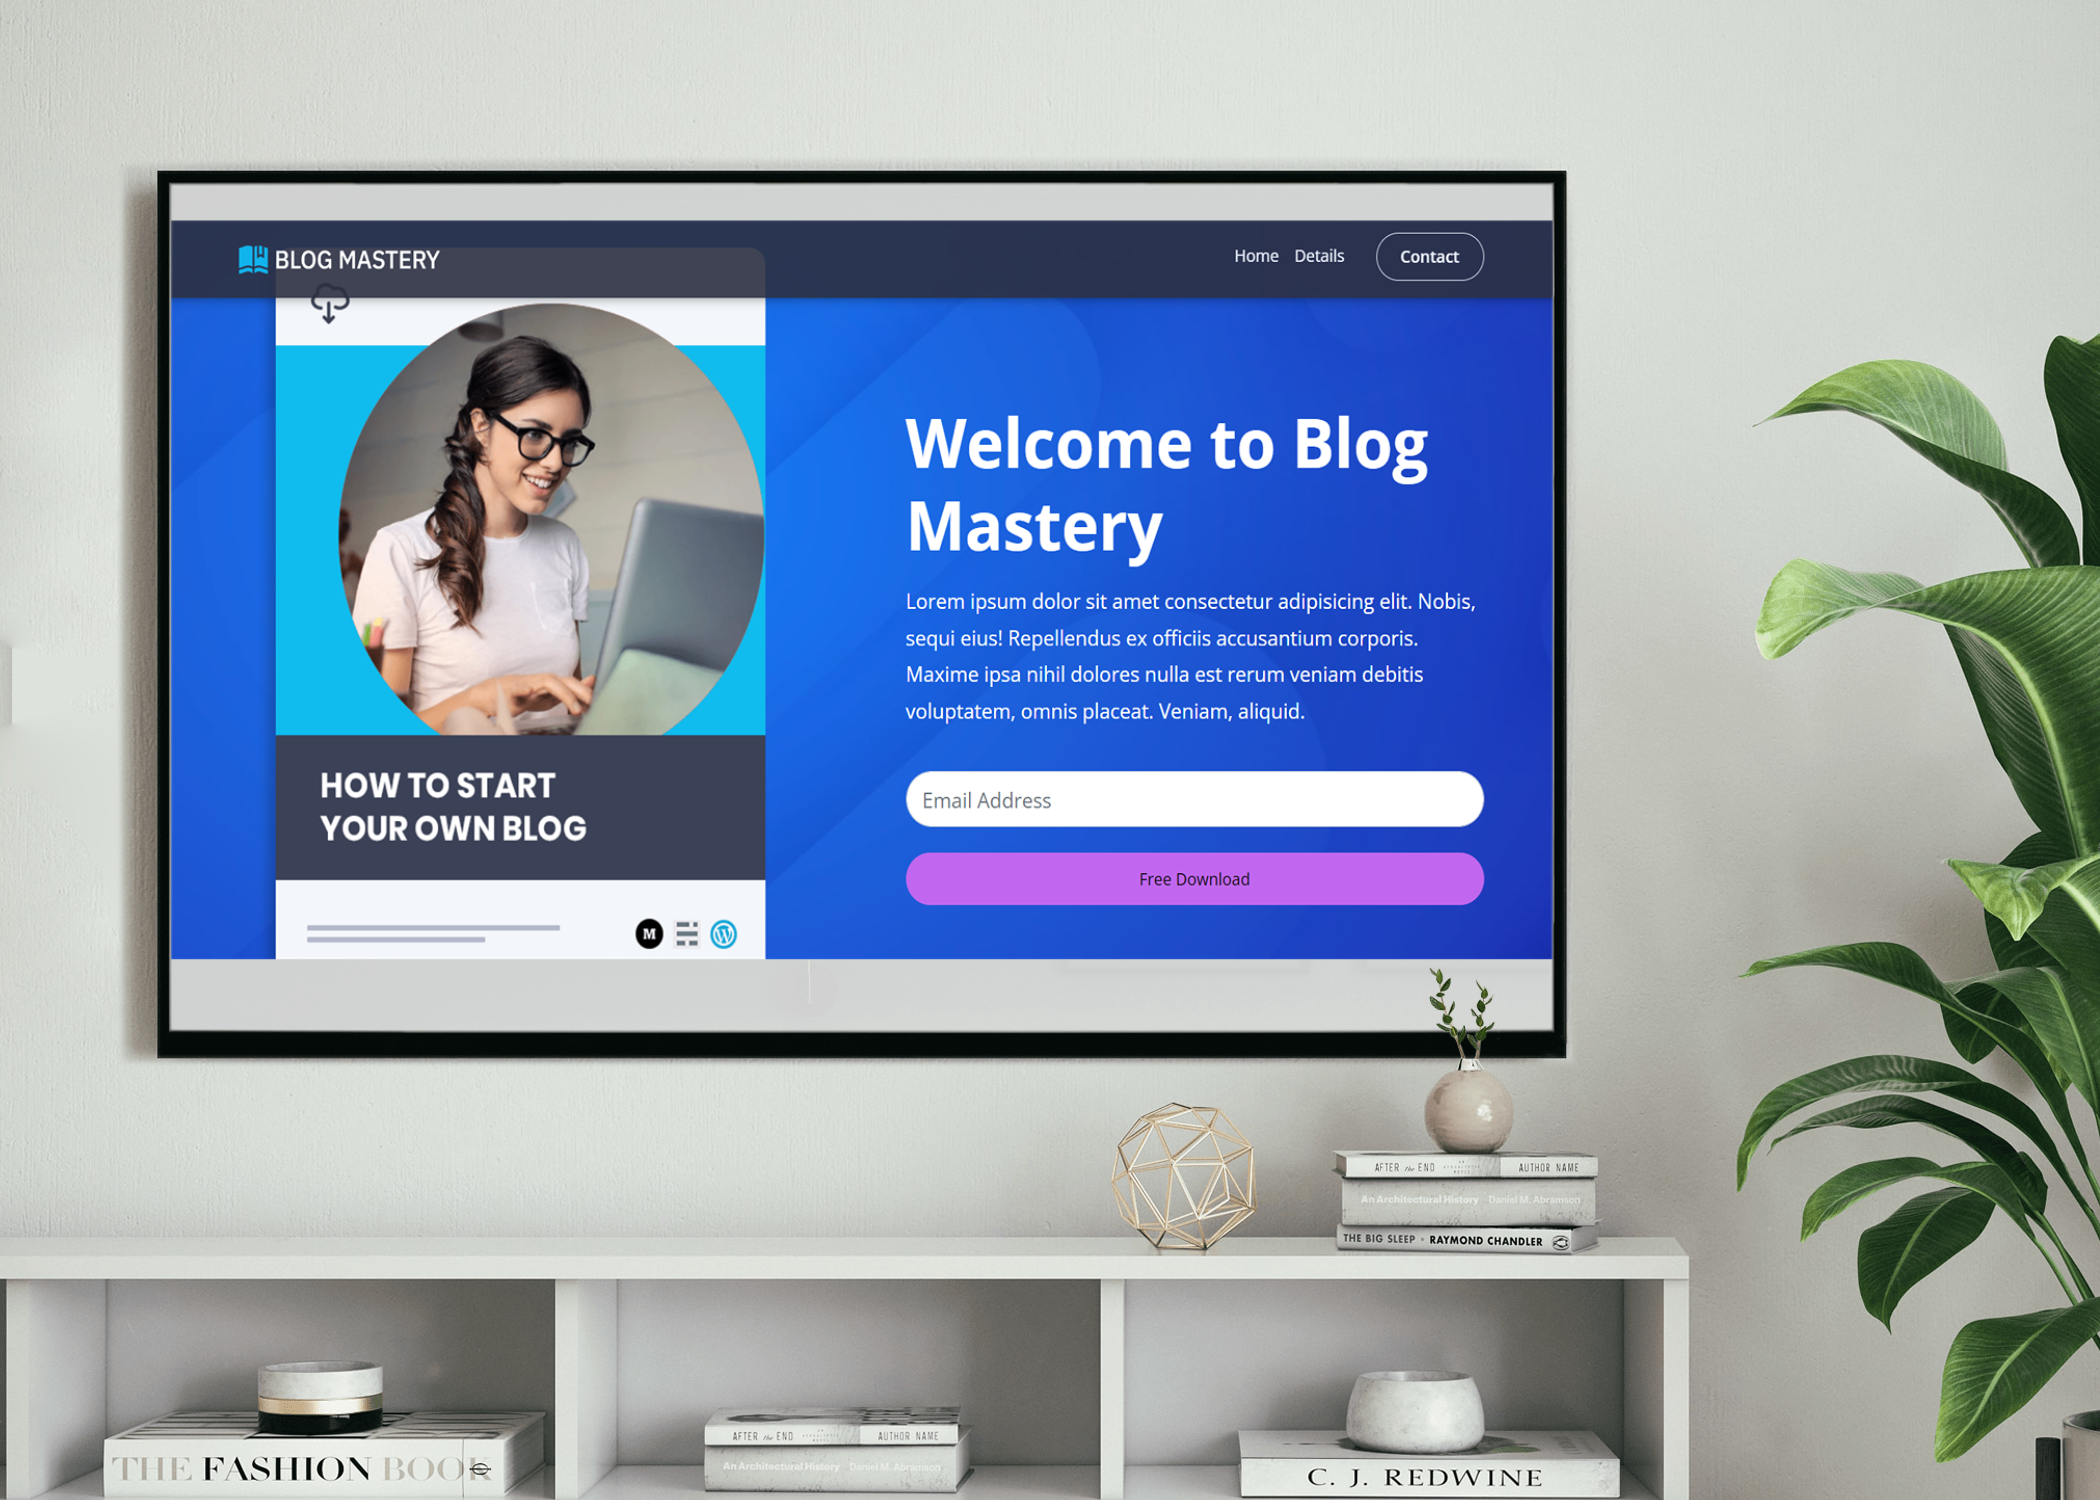 BLOG MASTERY
Home Details Contact
HOW TO START
YOUR OWN BLOG
M
Welcome to Blog
Mastery
Lorem ipsum dolor sit amet consectetur adipisicing elit. Nobis,
sequi eius! Repellendus ex officiis accusantium corporis.
Maxime ipsa nihil dolores nulla est rerum veniam debitis
voluptatem, omnis placeat. Veniam, aliquid.
Email Address
Free Download
AFTER the END AUTHOR NAME
An Architectural History Daniel M. Abramson
THE BIG SLEEP • RAYMOND CHANDLER
THE FASHION BOOK
AFTER the END AUTHOR NAME
An Architectural History Daniel M. Abramson
C. J. REDWINE